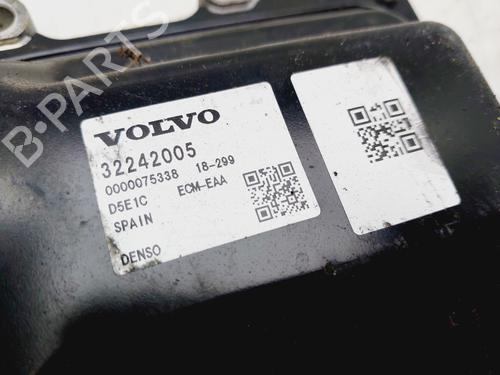 B-PARTS
VOLVO
32242005
0000075338 18-299
D5E1C ECM-EAA
SPAIN
DENSO